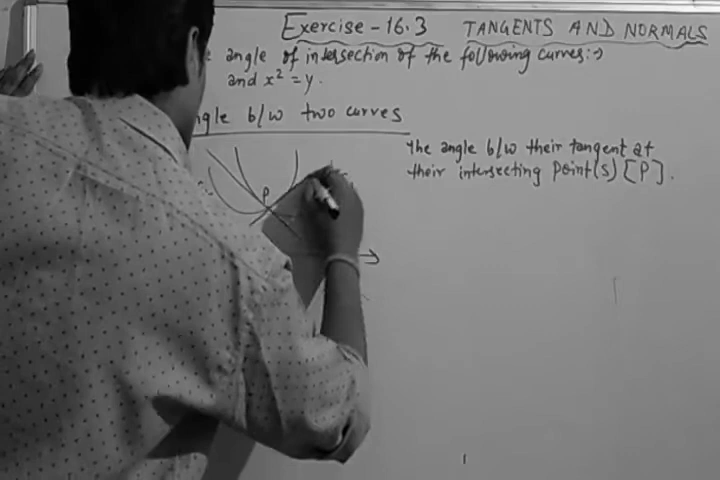 Exercise - 16.3 TANGENTS AND NORMALS
angle of intersection of the following curves :→
and x² = y.
ngle b/w two curves
The angle b/w their tangent at
their intersecting point(s) [P].
P